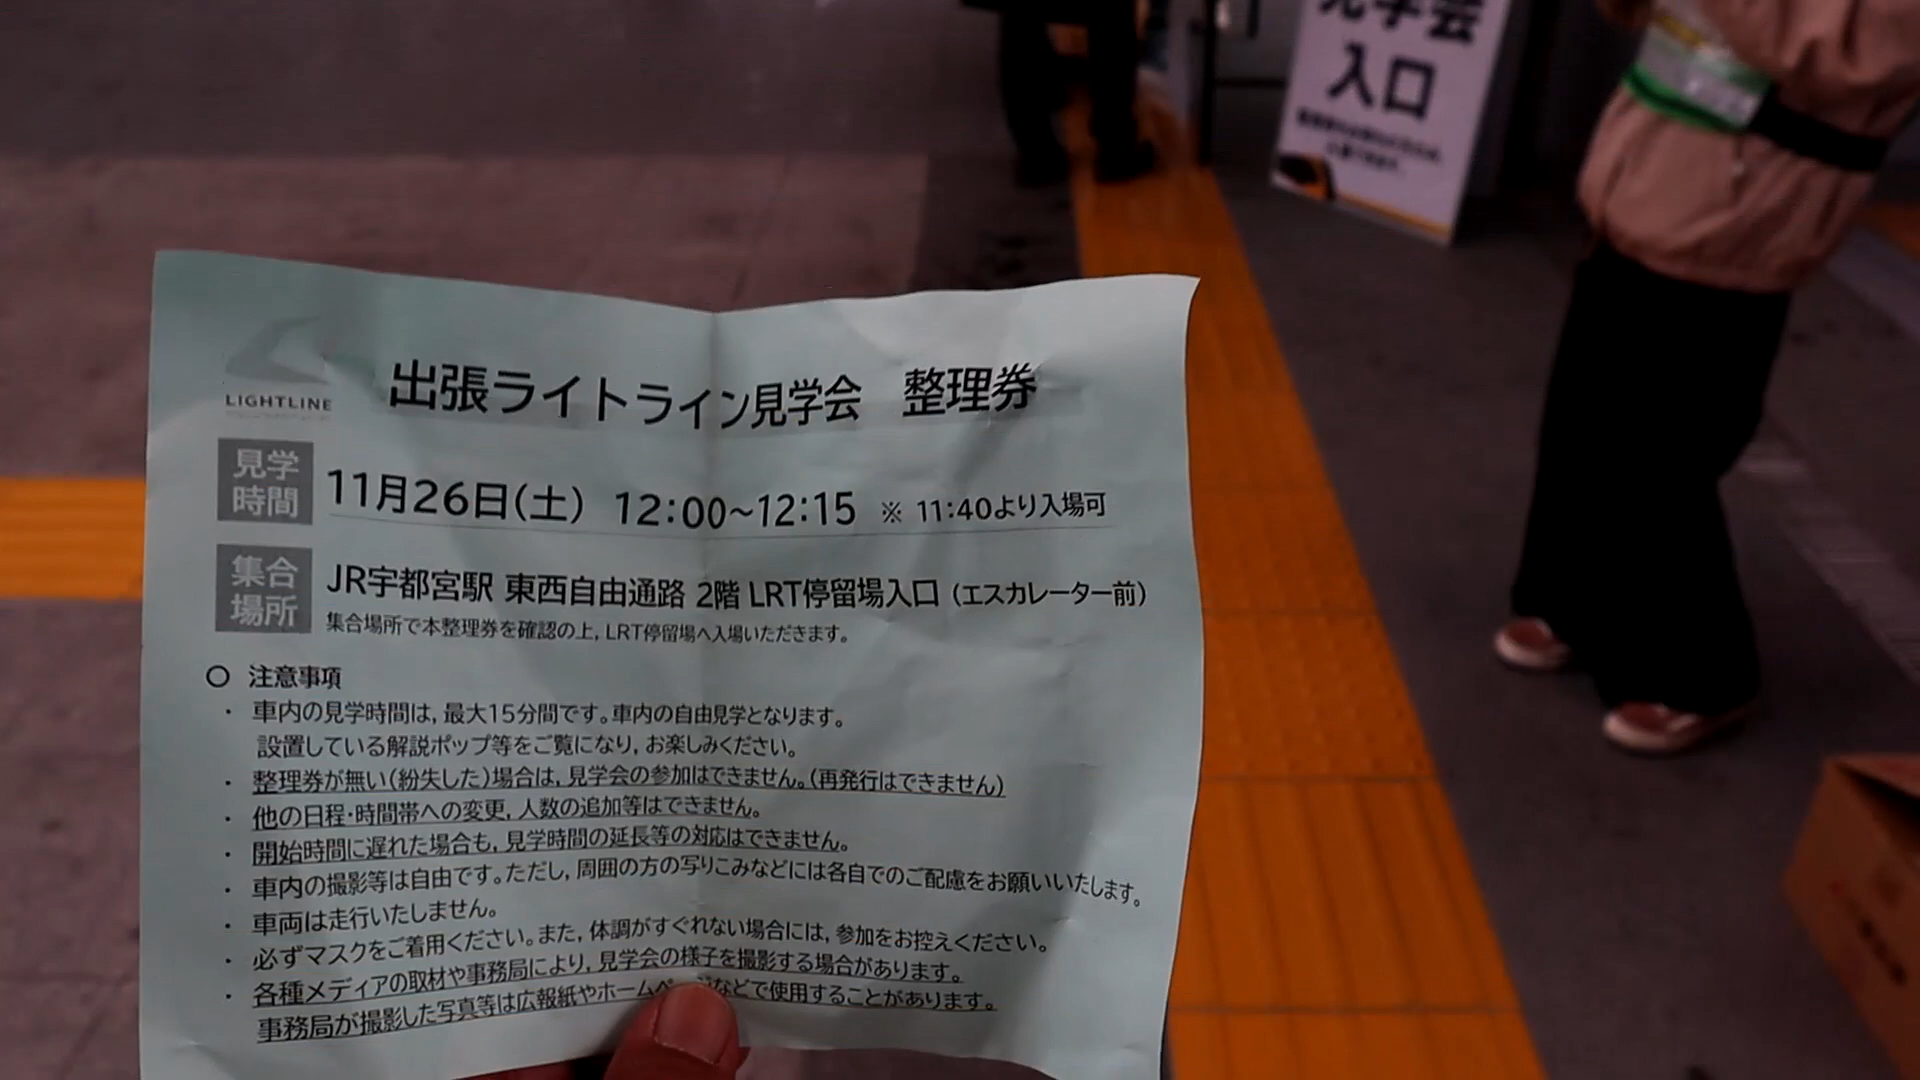 見学会
入口
LIGHTLINE
出張ライトライン見学会 整理券
見学時間
11月26日(土) 12:00~12:15 ※ 11:40より入場可
集合場所
JR宇都宮駅 東西自由通路 2階 LRT停留場入口 (エスカレーター前)
集合場所で本整理券を確認の上, LRT停留場へ入場いただきます。
○ 注意事項
・ 車内の見学時間は, 最大15分間です。車内の自由見学となります。
設置している解説ポップ等をご覧になり, お楽しみください。
・ 整理券が無い(紛失した)場合は, 見学会の参加はできません。(再発行はできません)
・ 他の日程・時間帯への変更, 人数の追加等はできません。
・ 開始時間に遅れた場合も, 見学時間の延長等の対応はできません。
・ 車内の撮影等は自由です。ただし, 周囲の方の写りこみなどには各自でのご配慮をお願いいたします。
・ 車両は走行いたしません。
・ 必ずマスクをご着用ください。また, 体調がすぐれない場合には, 参加をお控えください。
・ 各種メディアの取材や事務局により, 見学会の様子を撮影する場合があります。
事務局が撮影した写真等は広報紙やホームページなどで使用することがあります。